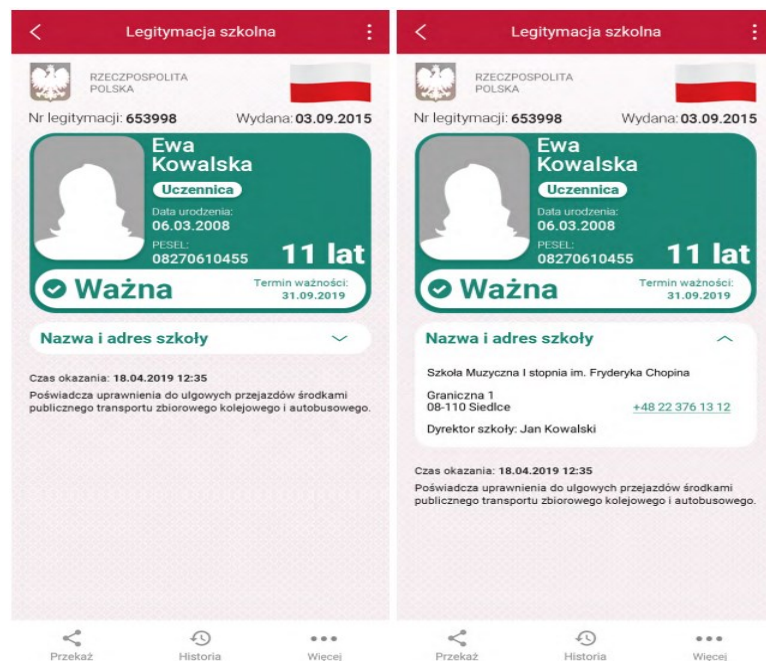 Legitymacja szkolna
RZECZPOSPOLITA
POLSKA
Nr legitymacji: 653998 Wydana: 03.09.2015
Ewa
Kowalska
Uczennica
Data urodzenia:
06.03.2008
PESEL:
08270610455
11 lat
Ważna
Termin ważności:
31.09.2019
Nazwa i adres szkoły
Czas okazania: 18.04.2019 12:35
Poświadcza uprawnienia do ulgowych przejazdów środkami
publicznego transportu zbiorowego kolejowego i autobusowego.
Przekaż Historia Więcej
Legitymacja szkolna
RZECZPOSPOLITA
POLSKA
Nr legitymacji: 653998 Wydana: 03.09.2015
Ewa
Kowalska
Uczennica
Data urodzenia:
06.03.2008
PESEL:
08270610455
11 lat
Ważna
Termin ważności:
31.09.2019
Nazwa i adres szkoły
Szkoła Muzyczna I stopnia im. Fryderyka Chopina
Graniczna 1
08-110 Siedlce
+48 22 376 13 12
Dyrektor szkoły: Jan Kowalski
Czas okazania: 18.04.2019 12:35
Poświadcza uprawnienia do ulgowych przejazdów środkami
publicznego transportu zbiorowego kolejowego i autobusowego.
Przekaż Historia Więcej